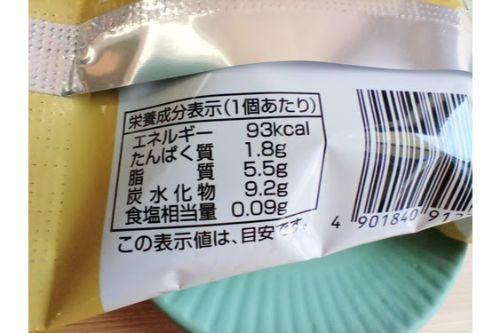 栄養成分表示(1個あたり)
エネルギー 93kcal
たんぱく質 1.8g
脂質 5.5g
炭水化物 9.2g
食塩相当量 0.09g
この表示値は、目安です。
4 901840 91